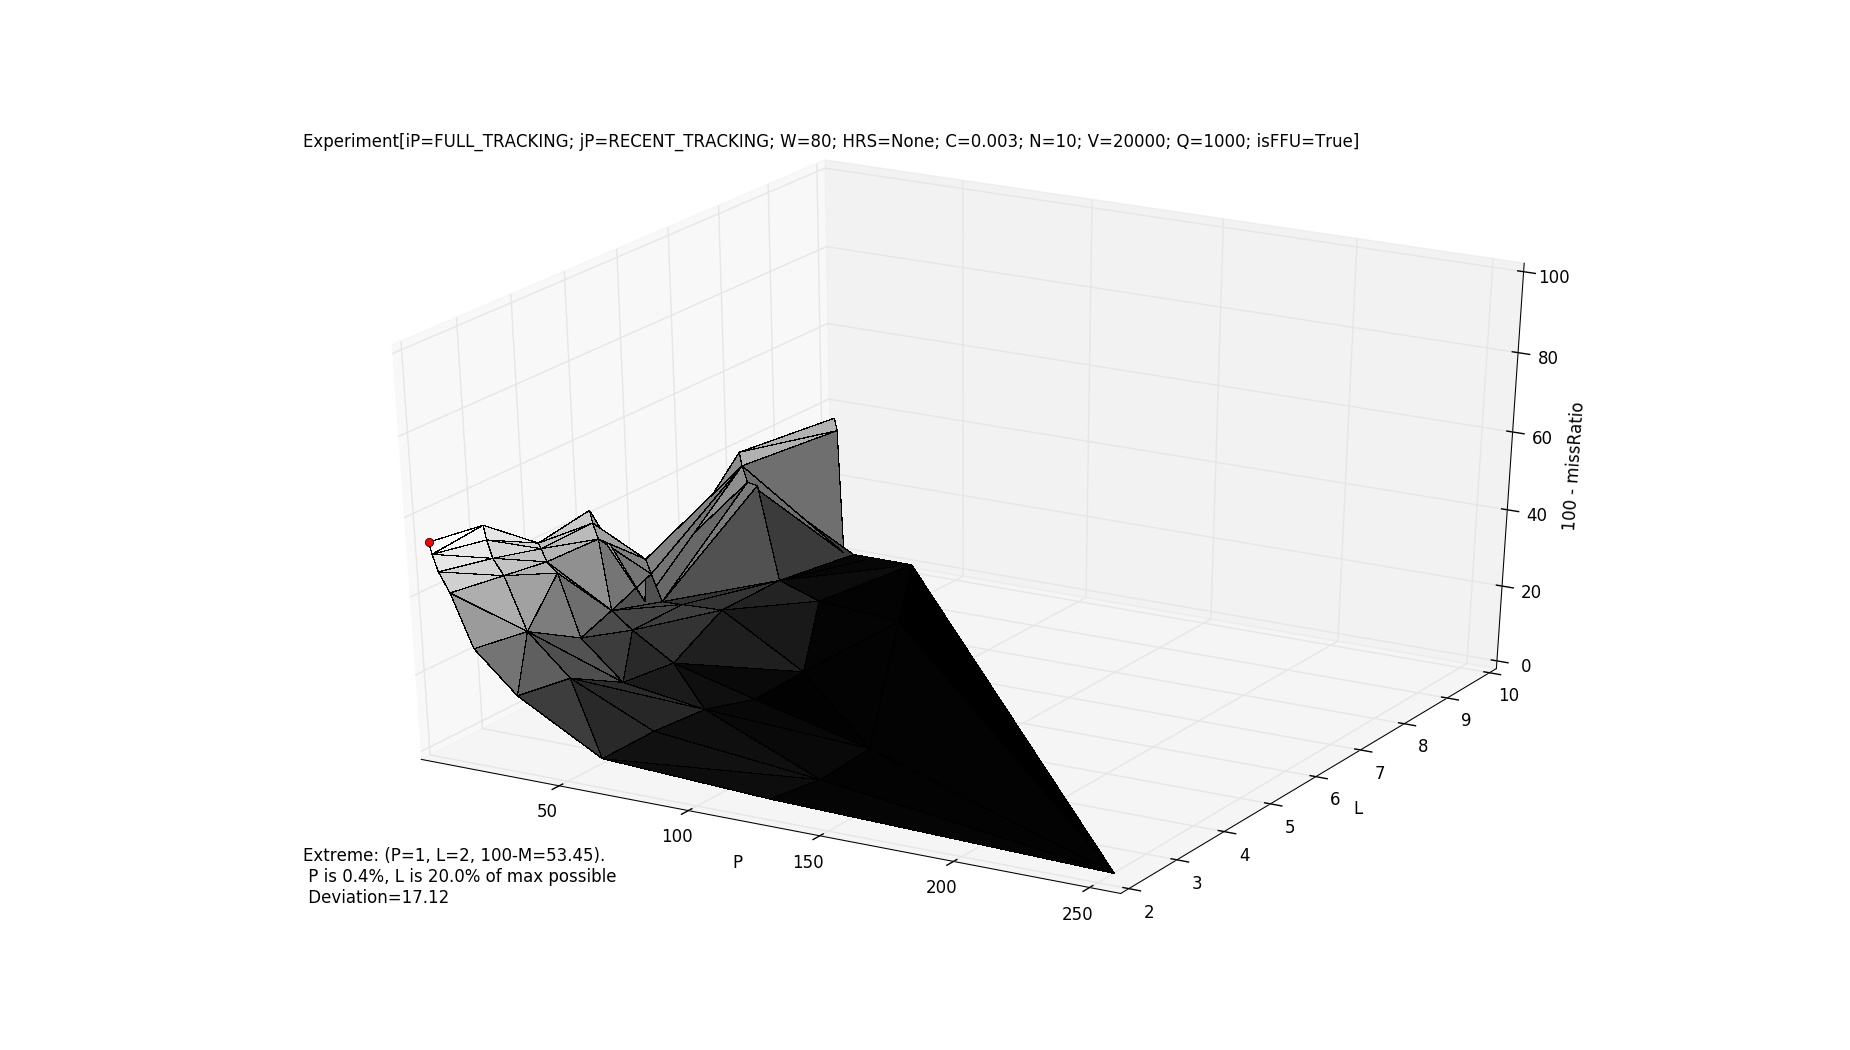 Experiment[iP=FULL_TRACKING; jP=RECENT_TRACKING; W=80; HRS=None; C=0.003; N=10; V=20000; Q=1000; isFFU=True]
100
80
60
40
20
0
100 - missRatio
10
9
8
7
6
5
4
3
2
L
50
100
150
200
250
P
Extreme: (P=1, L=2, 100-M=53.45).
P is 0.4%, L is 20.0% of max possible
Deviation=17.12